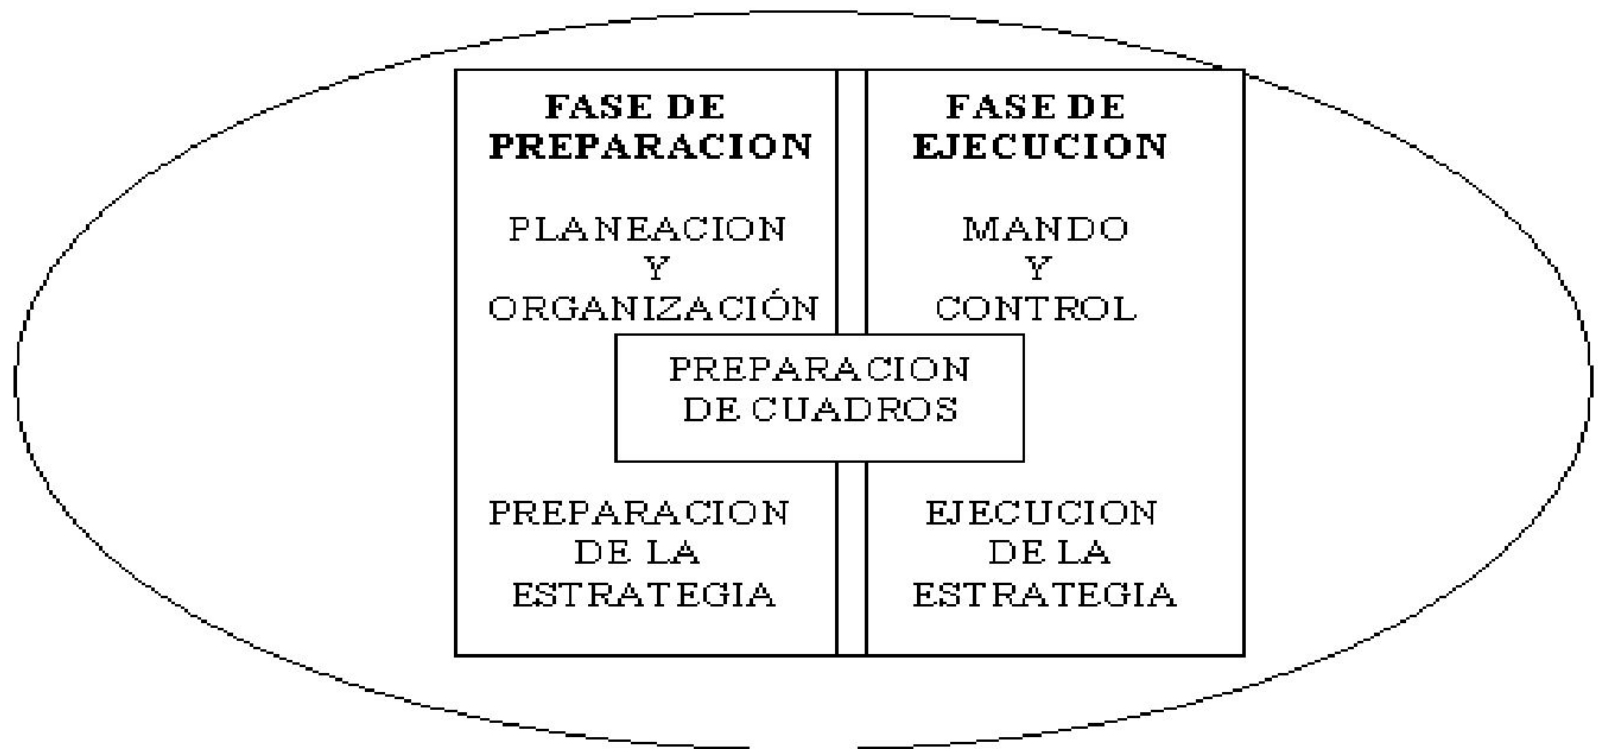 FASE DE
PREPARACION
PLANEACION
Y
ORGANIZACIÓN
FASE DE
EJECUCION
MANDO
Y
CONTROL
PREPARACION
DE CUADROS
PREPARACION
DE LA
ESTRATEGIA
EJECUCION
DE LA
ESTRATEGIA